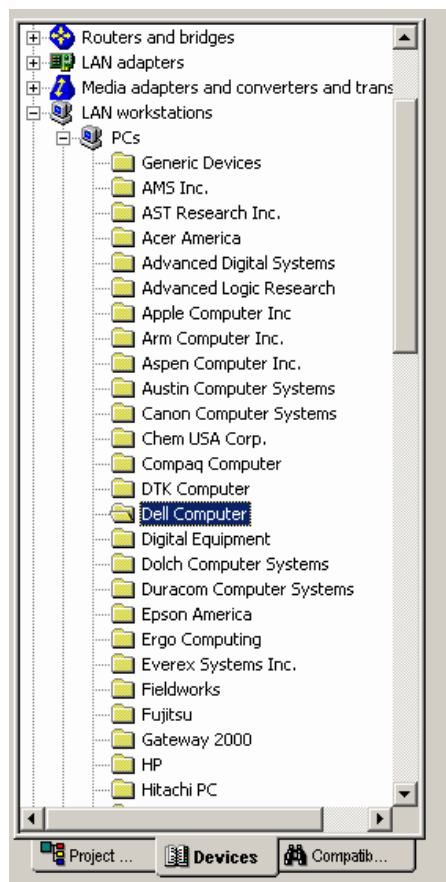 Routers and bridges
LAN adapters
Media adapters and converters and trans
LAN workstations
PCs
Generic Devices
AMS Inc.
AST Research Inc.
Acer America
Advanced Digital Systems
Advanced Logic Research
Apple Computer Inc
Arm Computer Inc.
Aspen Computer Inc.
Austin Computer Systems
Canon Computer Systems
Chem USA Corp.
Compaq Computer
DTK Computer
Dell Computer
Digital Equipment
Dolch Computer Systems
Duracom Computer Systems
Epson America
Ergo Computing
Everex Systems Inc.
Fieldworks
Fujitsu
Gateway 2000
HP
Hitachi PC
Project ... Devices Compatib...